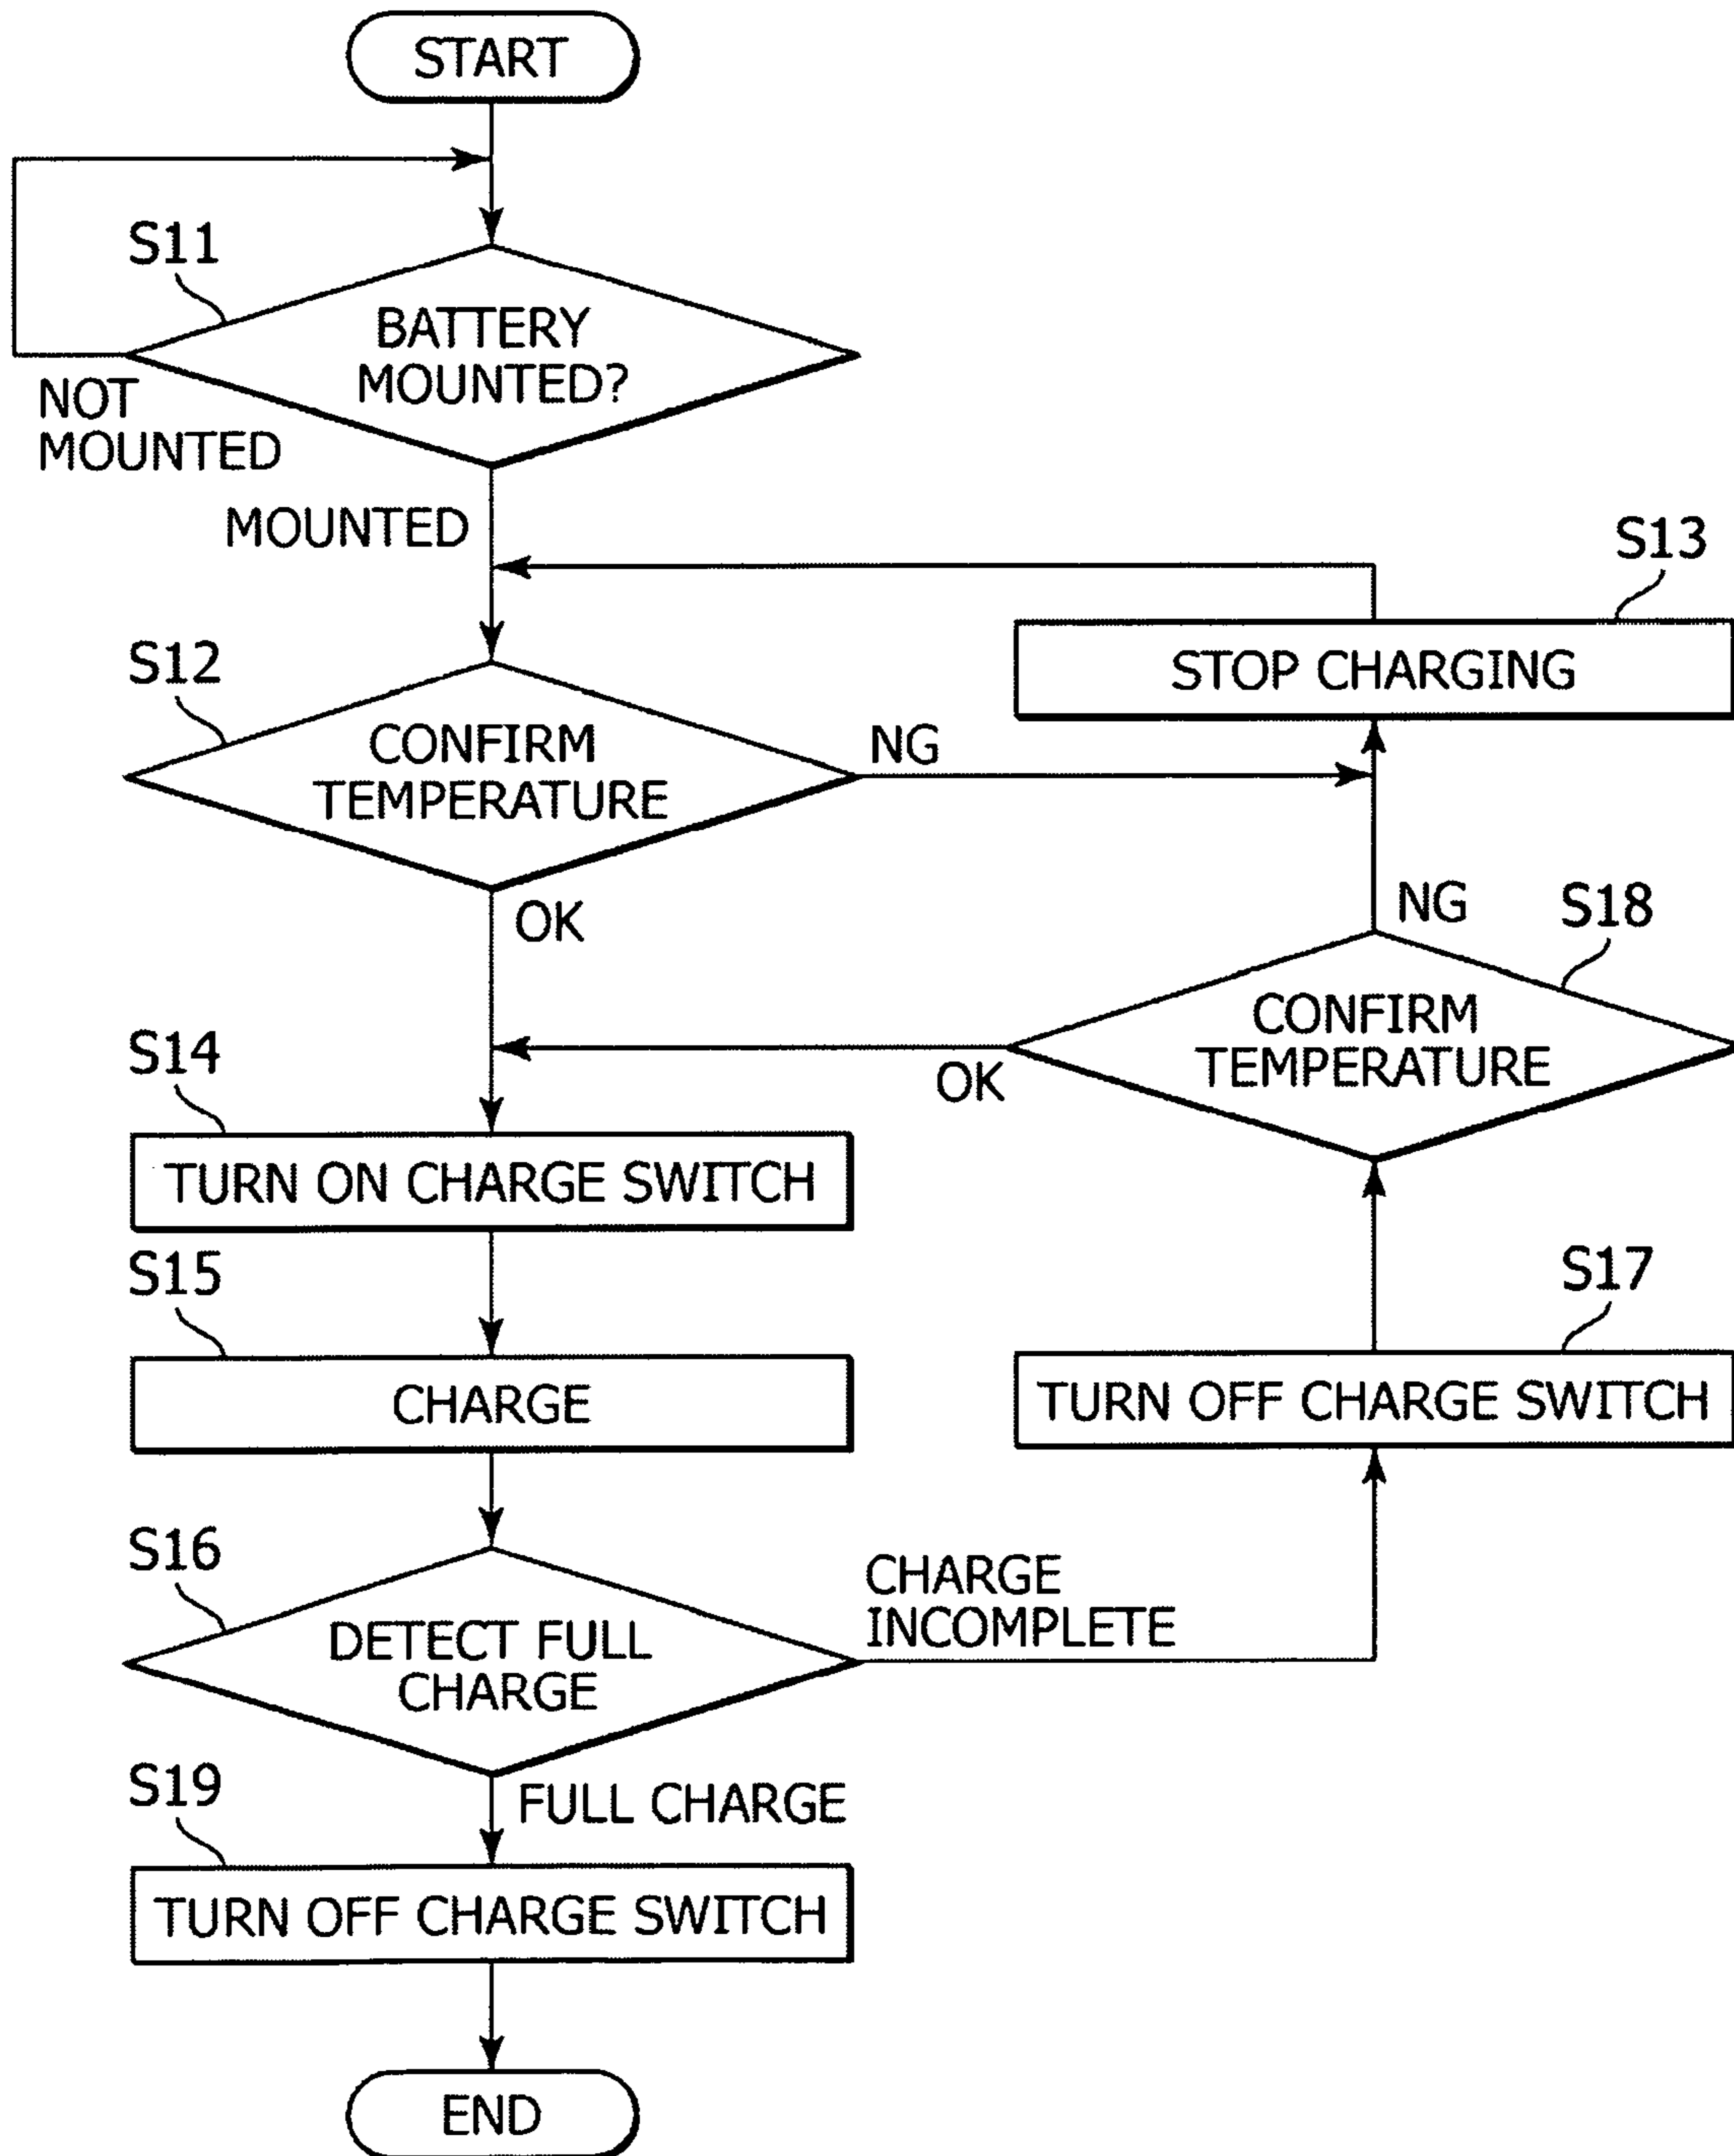 START
S11
BATTERY
MOUNTED?
NOT
MOUNTED
MOUNTED
S13
STOP CHARGING
S12
CONFIRM
TEMPERATURE
NG
OK
NG
S18
CONFIRM
TEMPERATURE
OK
S14
TURN ON CHARGE SWITCH
S15
CHARGE
S17
TURN OFF CHARGE SWITCH
S16
DETECT FULL
CHARGE
CHARGE
INCOMPLETE
S19
FULL CHARGE
TURN OFF CHARGE SWITCH
END